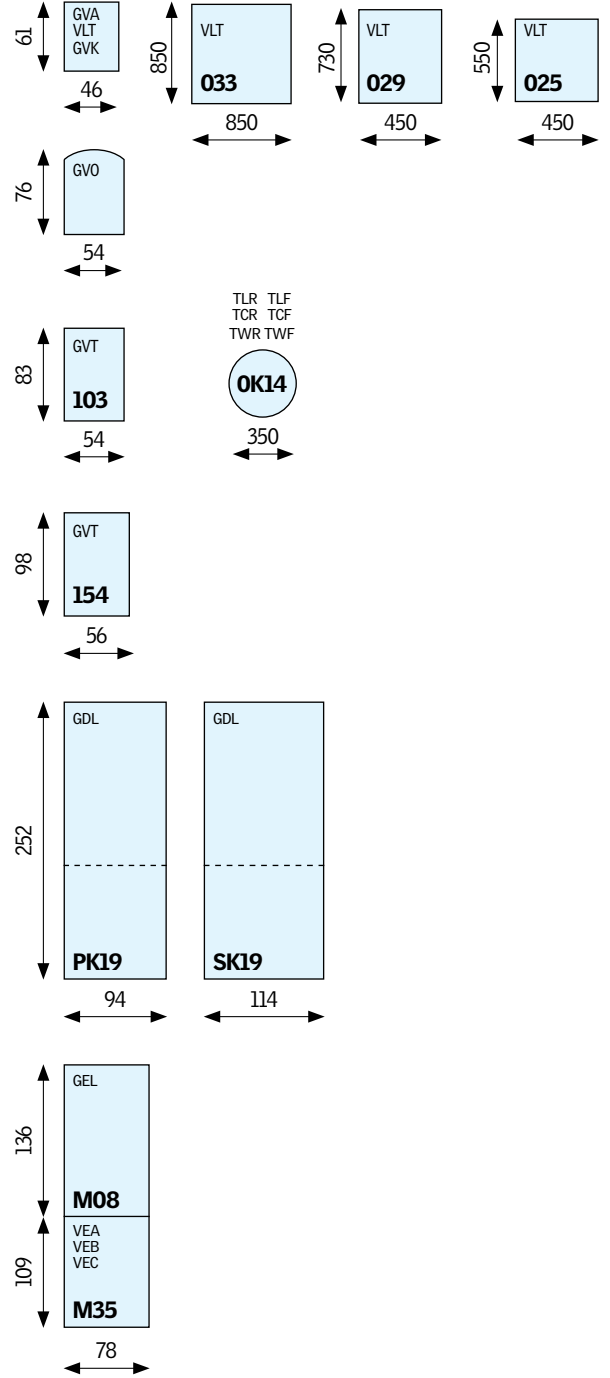 61
GVA
VLT
GVK
46
850
VLT
033
850
730
VLT
029
450
550
VLT
025
450
76
GVO
54
83
GVT
103
54
TLR TLF
TCR TCF
TWR TWF
0K14
350
98
GVT
154
56
252
GDL
PK19
94
GDL
SK19
114
136
GEL
M08
109
VEA
VEB
VEC
M35
78